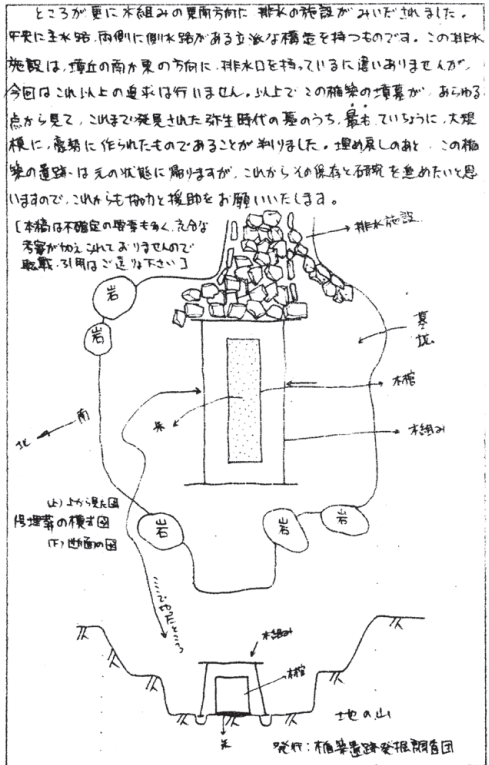 ところが更に木組みの東南方向に排水の施設がみいだされました。
中央に主水路、両側に側水路がある立派な構造を持つものです。この排水
施設は、墳丘の南か東の方向に、排水口を持っているに違いありませんが、
今回はこれ以上の追求は行いません。以上でこの楯築の墳墓が、あらゆる
点から見て、これまで発見された弥生時代の墓のうち、最も、ていちょうに、大規
模に、豪勢に作られたものであることが判りました。埋め戻しのあと、この楯
築の遺跡は元の状態に帰りますが、これからその保存と研究を進めたいと思
いますので、これからも協力と援助をお願いいたします。
[本稿は不確定の要素も多く、充分な
考察が加えられておりませんので
転載・引用はご遠慮下さい]
排水施設
岩
岩
墓
拡
木棺
朱
木組み
南
北
(上)上から見た図
埋葬の模式図
(下)断面の図
岩
岩
岩
木組み
木棺
朱
地の山
発行:楯築遺跡発掘調査団